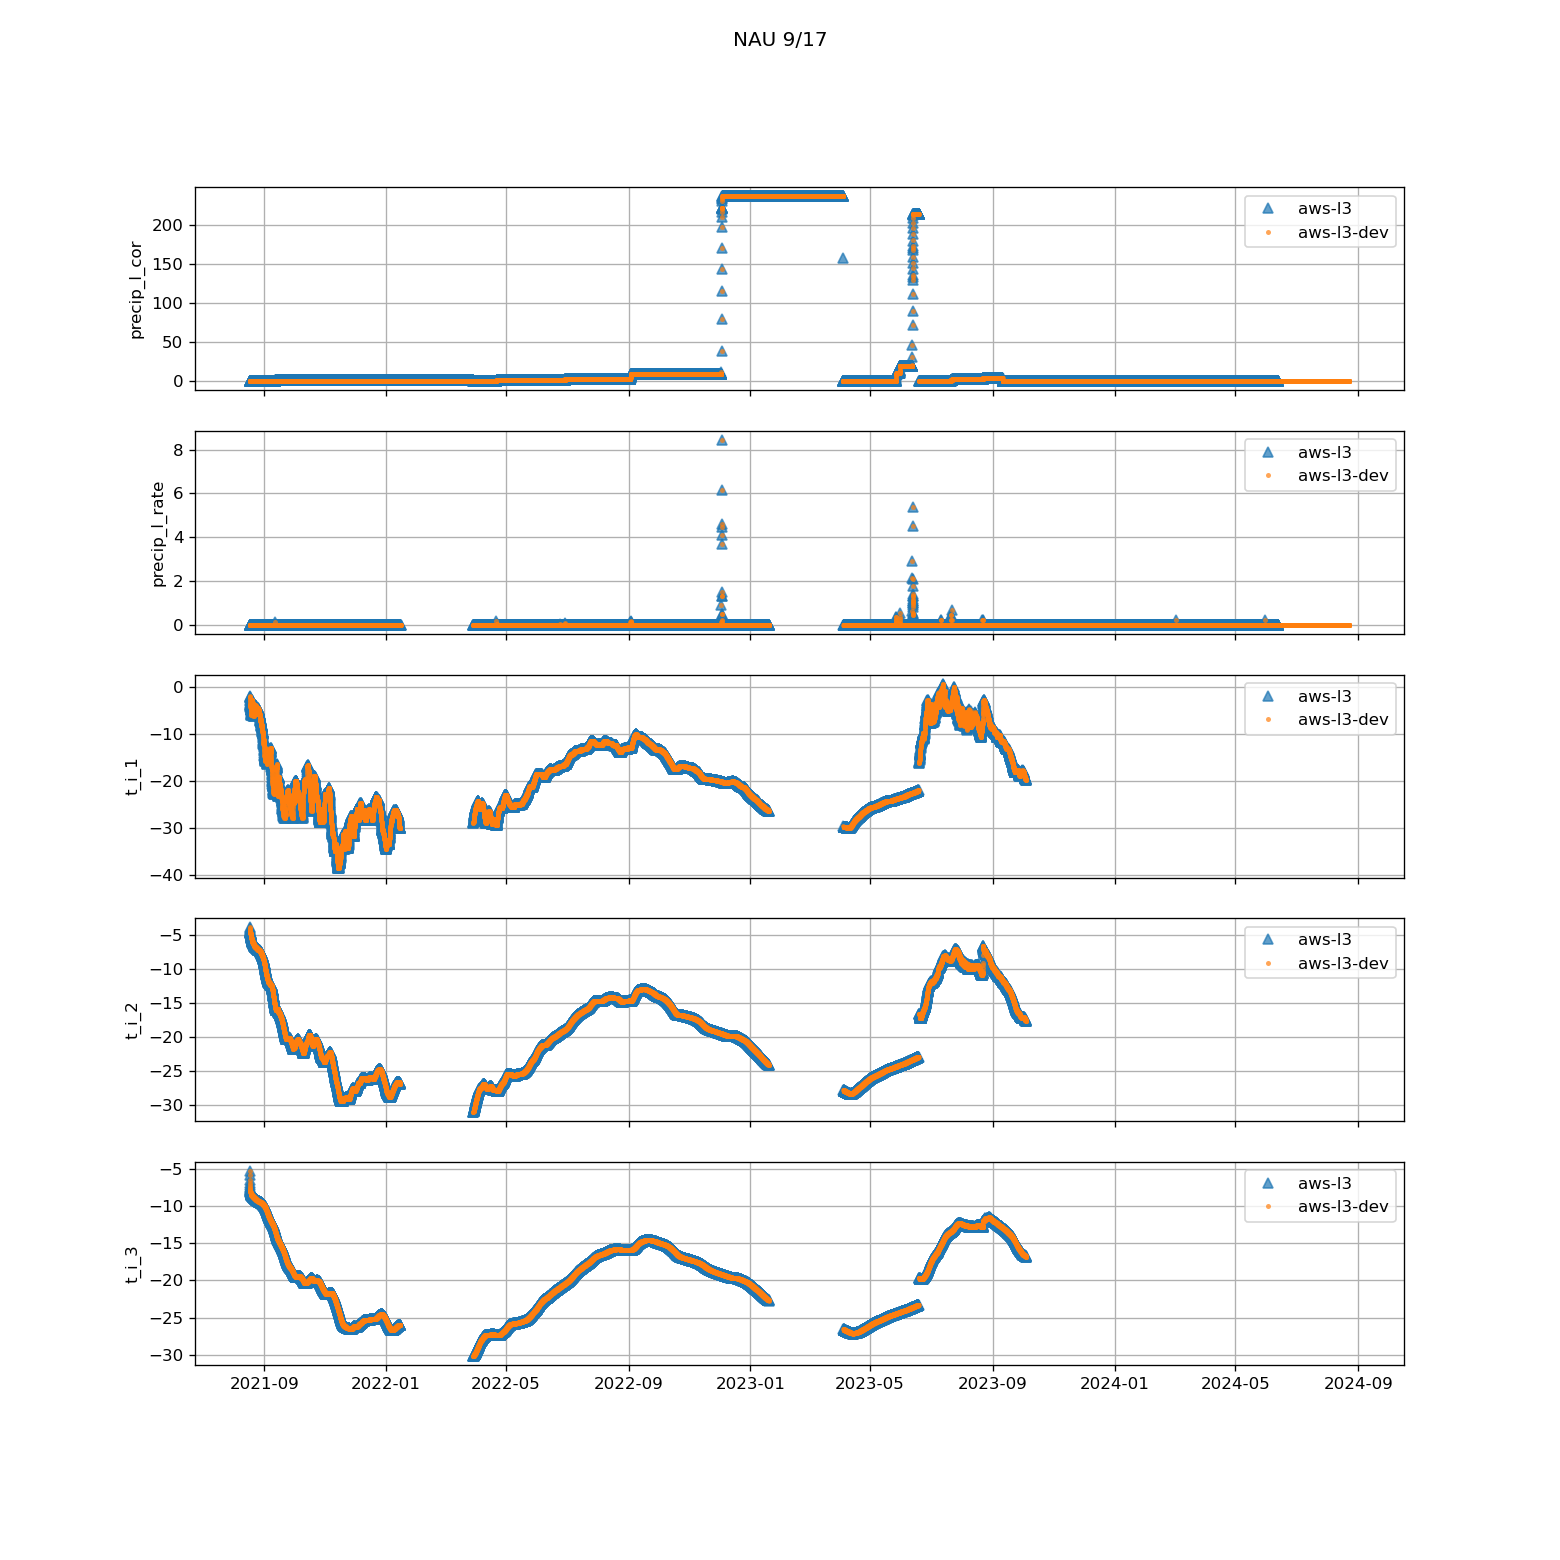 NAU 9/17
precip_l_cor
200
150
100
50
0
aws-l3
aws-l3-dev
precip_l_rate
8
6
4
2
0
aws-l3
aws-l3-dev
t_i_1
0
−10
−20
−30
−40
aws-l3
aws-l3-dev
t_i_2
−5
−10
−15
−20
−25
−30
aws-l3
aws-l3-dev
t_i_3
−5
−10
−15
−20
−25
−30
aws-l3
aws-l3-dev
2021-09 2022-01 2022-05 2022-09 2023-01 2023-05 2023-09 2024-01 2024-05 2024-09